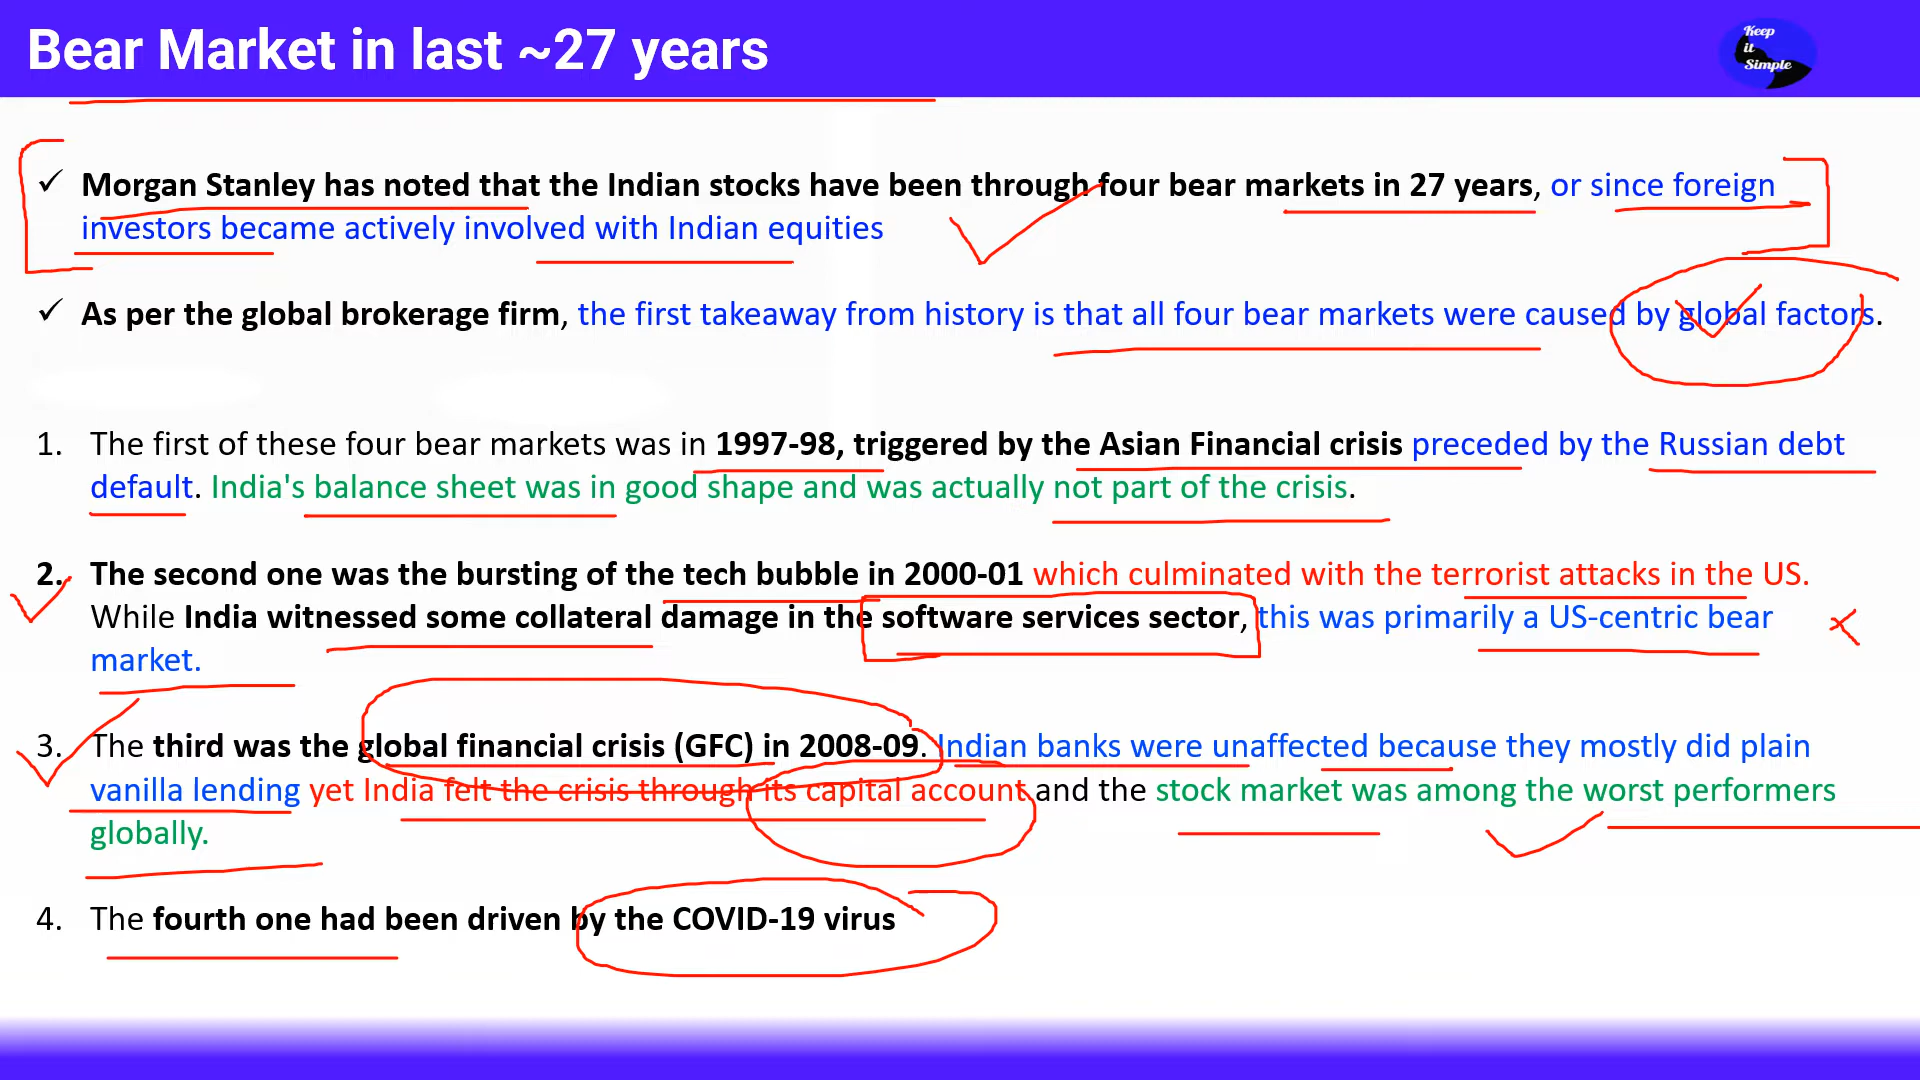 Bear Market in last ~27 years
Keep
it
Simple
✓ Morgan Stanley has noted that the Indian stocks have been through four bear markets in 27 years, or since foreign
investors became actively involved with Indian equities
✓ As per the global brokerage firm, the first takeaway from history is that all four bear markets were caused by global factors.
1. The first of these four bear markets was in 1997-98, triggered by the Asian Financial crisis preceded by the Russian debt
default. India's balance sheet was in good shape and was actually not part of the crisis.
2. The second one was the bursting of the tech bubble in 2000-01 which culminated with the terrorist attacks in the US.
While India witnessed some collateral damage in the software services sector, this was primarily a US-centric bear
market.
3. The third was the global financial crisis (GFC) in 2008-09. Indian banks were unaffected because they mostly did plain
vanilla lending yet India felt the crisis through its capital account and the stock market was among the worst performers
globally.
4. The fourth one had been driven by the COVID-19 virus